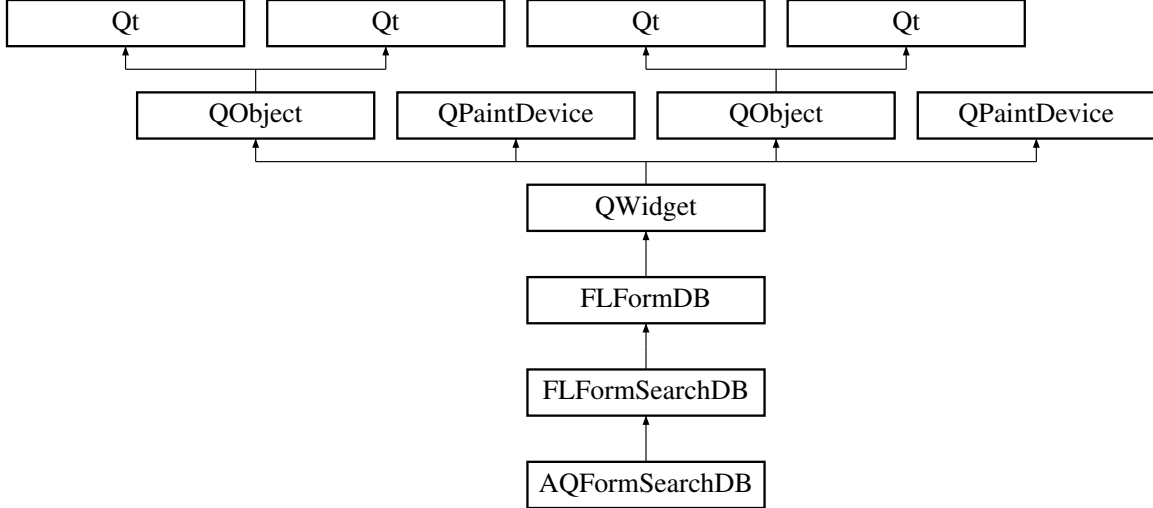 Qt
Qt
Qt
Qt
QObject
QPaintDevice
QObject
QPaintDevice
QWidget
FLFormDB
FLFormSearchDB
AQFormSearchDB